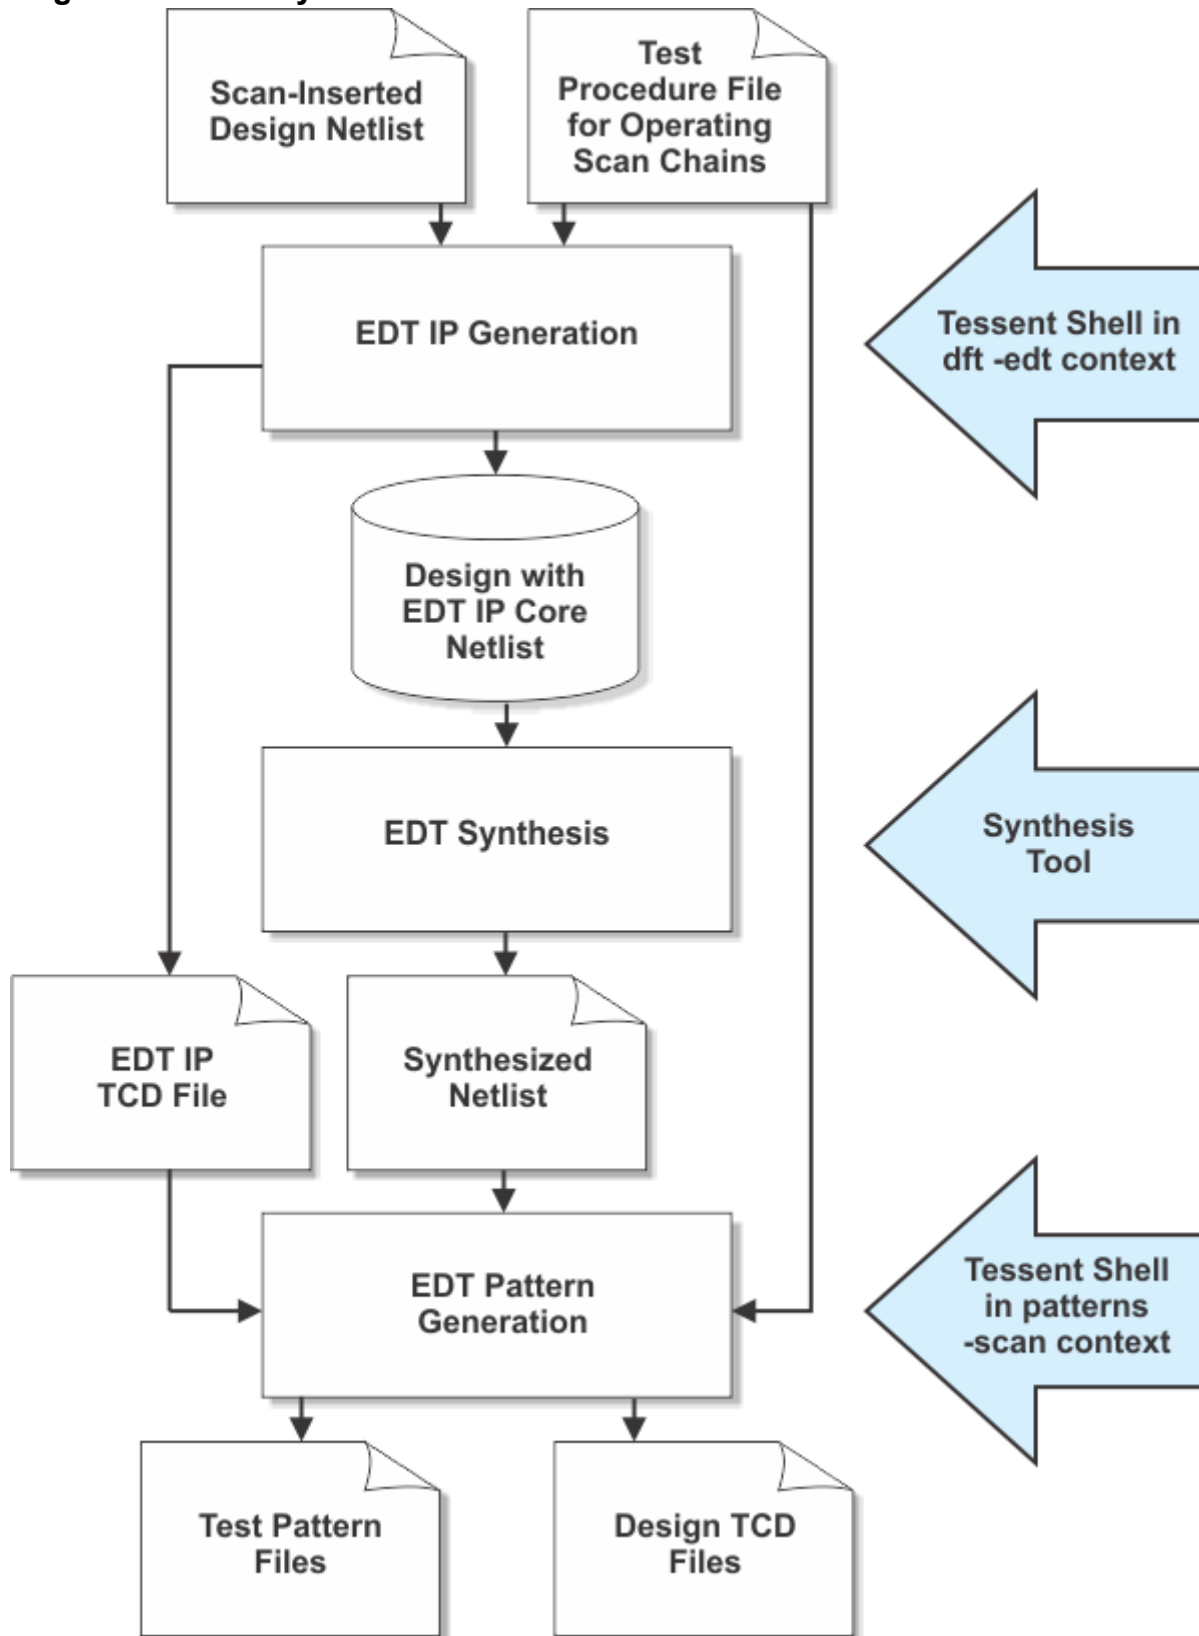 Scan-Inserted
Design Netlist
Test
Procedure File
for Operating
Scan Chains
EDT IP Generation
Tessent Shell in
dft -edt context
Design with
EDT IP Core
Netlist
EDT Synthesis
Synthesis
Tool
EDT IP
TCD File
Synthesized
Netlist
EDT Pattern
Generation
Tessent Shell
in patterns
-scan context
Test Pattern
Files
Design TCD
Files